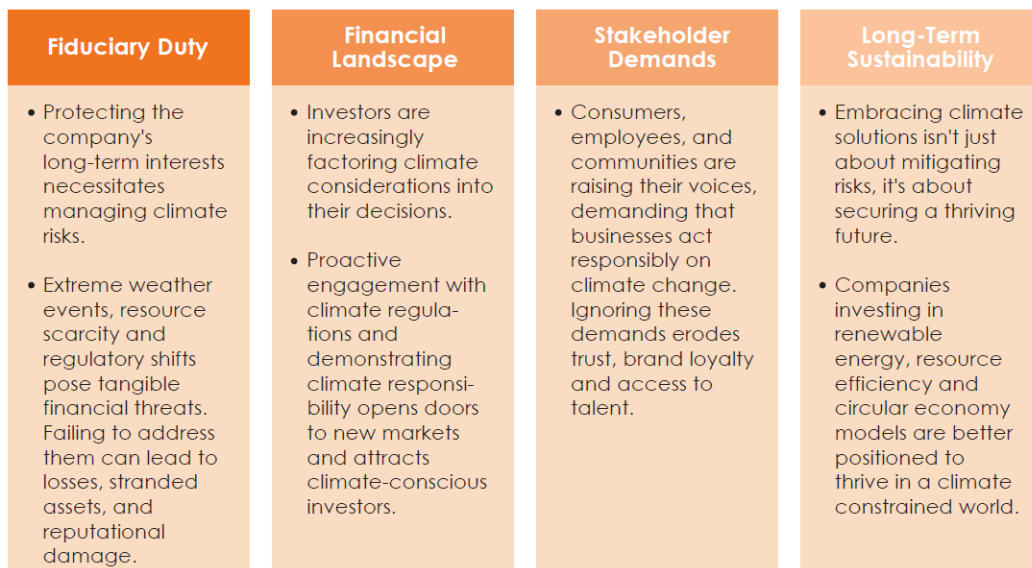 Fiduciary Duty
• Protecting the
company's
long-term interests
necessitates
managing climate
risks.
• Extreme weather
events, resource
scarcity and
regulatory shifts
pose tangible
financial threats.
Failing to address
them can lead to
losses, stranded
assets, and
reputational
damage.
Financial
Landscape
• Investors are
increasingly
factoring climate
considerations into
their decisions.
• Proactive
engagement with
climate regula-
tions and
demonstrating
climate responsi-
bility opens doors
to new markets
and attracts
climate-conscious
investors.
Stakeholder
Demands
• Consumers,
employees, and
communities are
raising their voices,
demanding that
businesses act
responsibly on
climate change.
Ignoring these
demands erodes
trust, brand loyalty
and access to
talent.
Long-Term
Sustainability
• Embracing climate
solutions isn't just
about mitigating
risks, it's about
securing a thriving
future.
• Companies
investing in
renewable
energy, resource
efficiency and
circular economy
models are better
positioned to
thrive in a climate
constrained world.